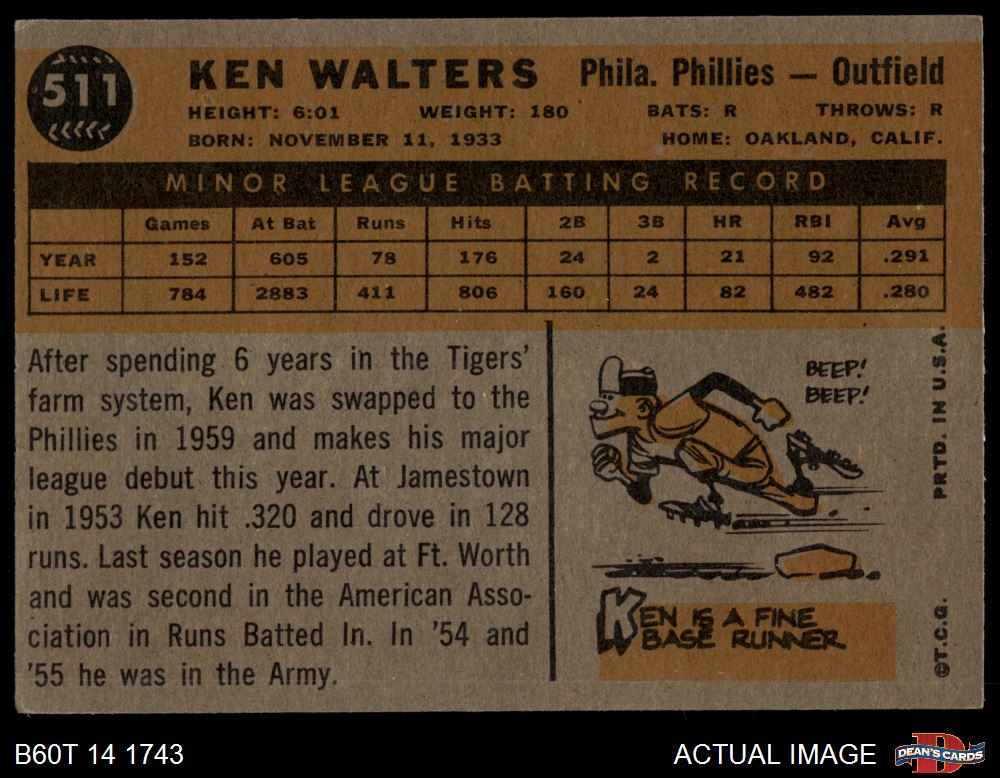 511
KEN WALTERS Phila. Phillies — Outfield
HEIGHT: 6:01 WEIGHT: 180 BATS: R THROWS: R
BORN: NOVEMBER 11, 1933 HOME: OAKLAND, CALIF.
MINOR LEAGUE BATTING RECORD
Games At Bat Runs Hits 2B 3B HR RBI Avg
YEAR 152 605 78 176 24 2 21 92 .291
LIFE 784 2883 411 806 160 24 82 482 .280
After spending 6 years in the Tigers'
farm system, Ken was swapped to the
Phillies in 1959 and makes his major
league debut this year. At Jamestown
in 1953 Ken hit .320 and drove in 128
runs. Last season he played at Ft. Worth
and was second in the American Asso-
ciation in Runs Batted In. In '54 and
'55 he was in the Army.
BEEP!
BEEP!
KEN IS A FINE
BASE RUNNER
©T.C.G. PRTD. IN U.S.A.
B60T 14 1743 ACTUAL IMAGE
DEAN'S CARDS